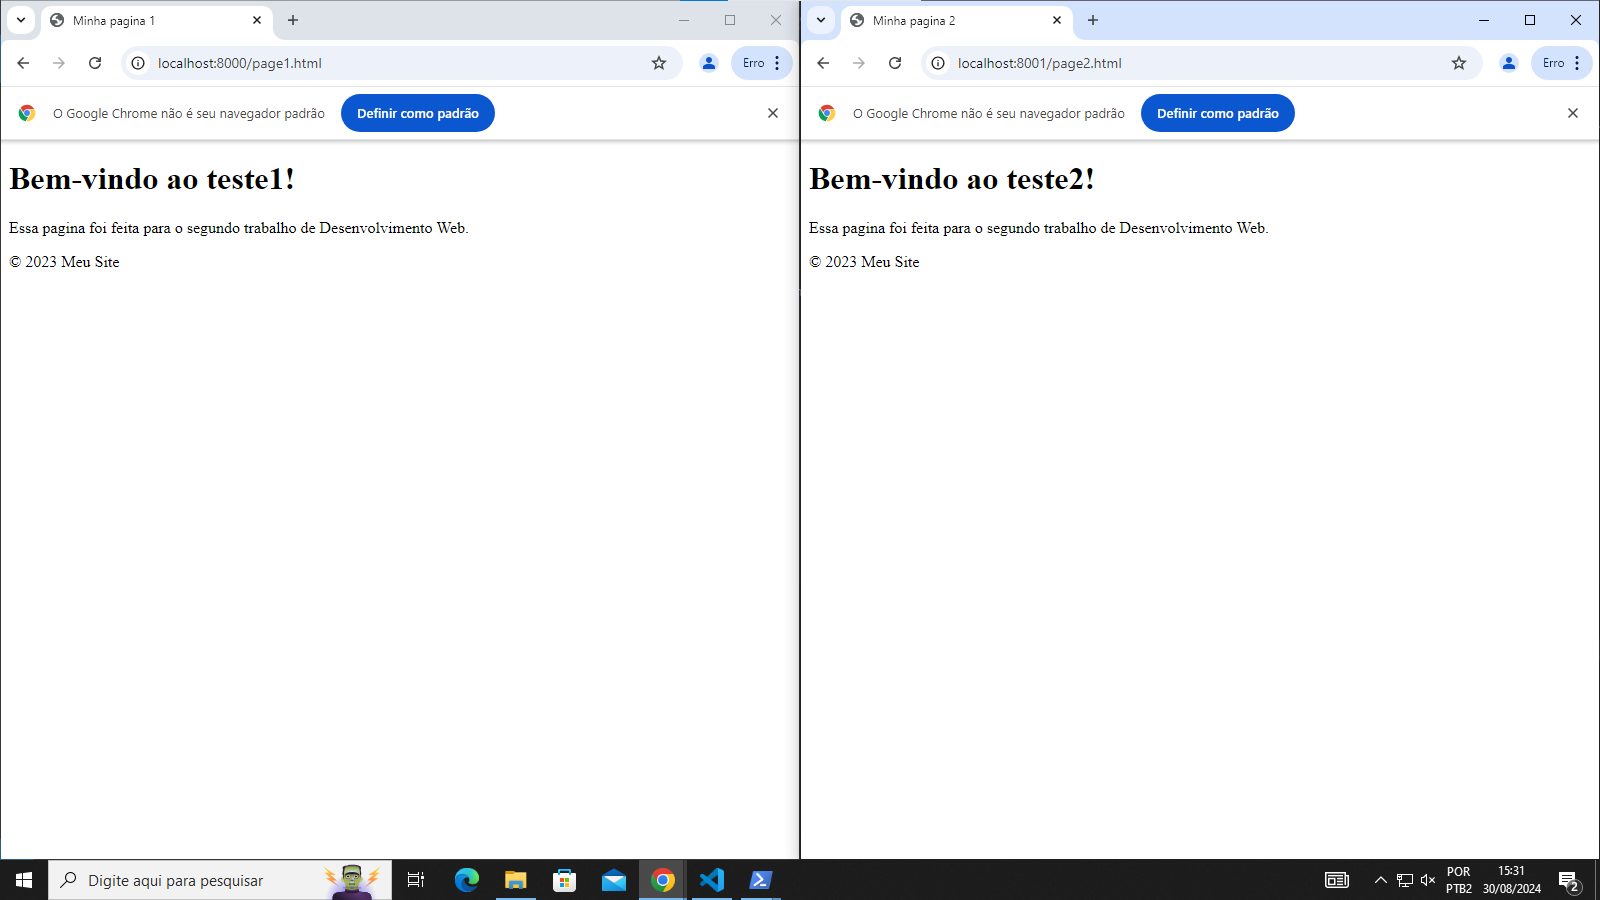 Minha pagina 1
localhost:8000/page1.html
Erro
O Google Chrome não é seu navegador padrão
Definir como padrão
Bem-vindo ao teste1!
Essa pagina foi feita para o segundo trabalho de Desenvolvimento Web.
© 2023 Meu Site
Minha pagina 2
localhost:8001/page2.html
Erro
O Google Chrome não é seu navegador padrão
Definir como padrão
Bem-vindo ao teste2!
Essa pagina foi feita para o segundo trabalho de Desenvolvimento Web.
© 2023 Meu Site
Digite aqui para pesquisar
POR
PTB2
15:31
30/08/2024
2